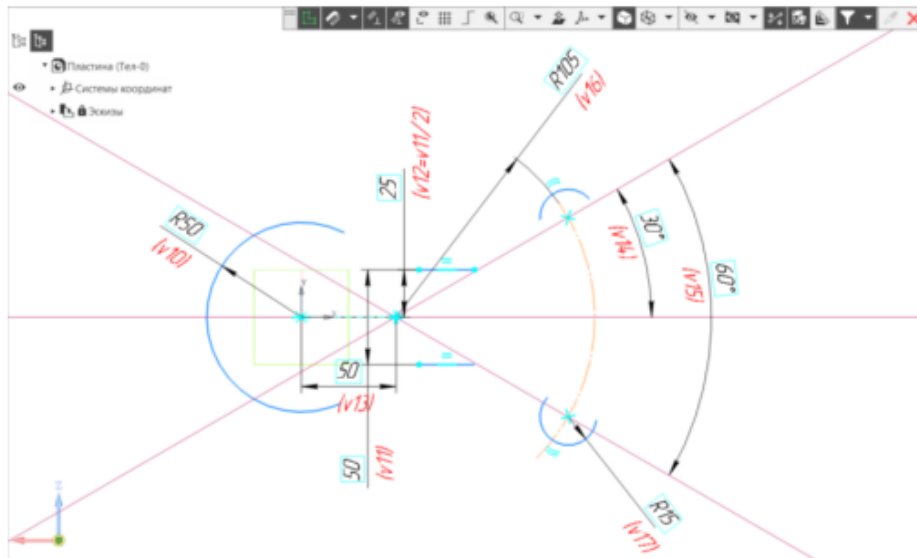 Пластина (Тел-0)
Системы координат
Эскизы
R105
(v16)
25
(v12=v11/2)
R50
(v10)
30°
(v14)
60°
(v15)
50
(v13)
50
(v11)
R15
(v17)